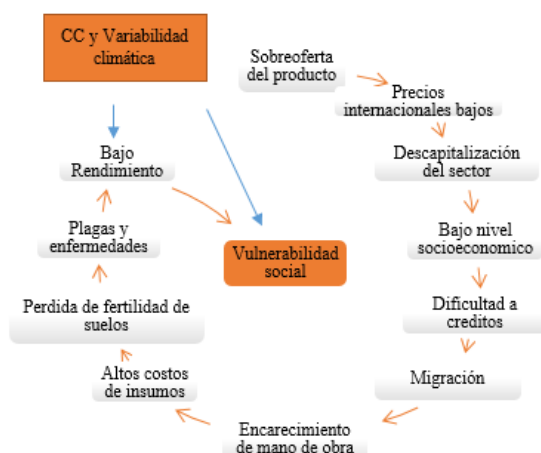 CC y Variabilidad
climática
Sobreoferta
del producto
Precios
internacionales bajos
Descapitalización
del sector
Bajo nivel
socioeconomico
Dificultad a
creditos
Migración
Encarecimiento
de mano de obra
Altos costos
de insumos
Perdida de fertilidad de
suelos
Plagas y
enfermedades
Bajo
Rendimiento
Vulnerabilidad
social